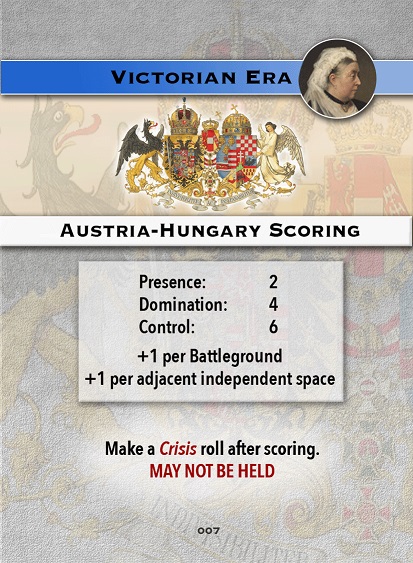 Victorian Era
Austria-Hungary Scoring
Presence: 2
Domination: 4
Control: 6
+1 per Battleground
+1 per adjacent independent space
Make a Crisis roll after scoring.
MAY NOT BE HELD
007